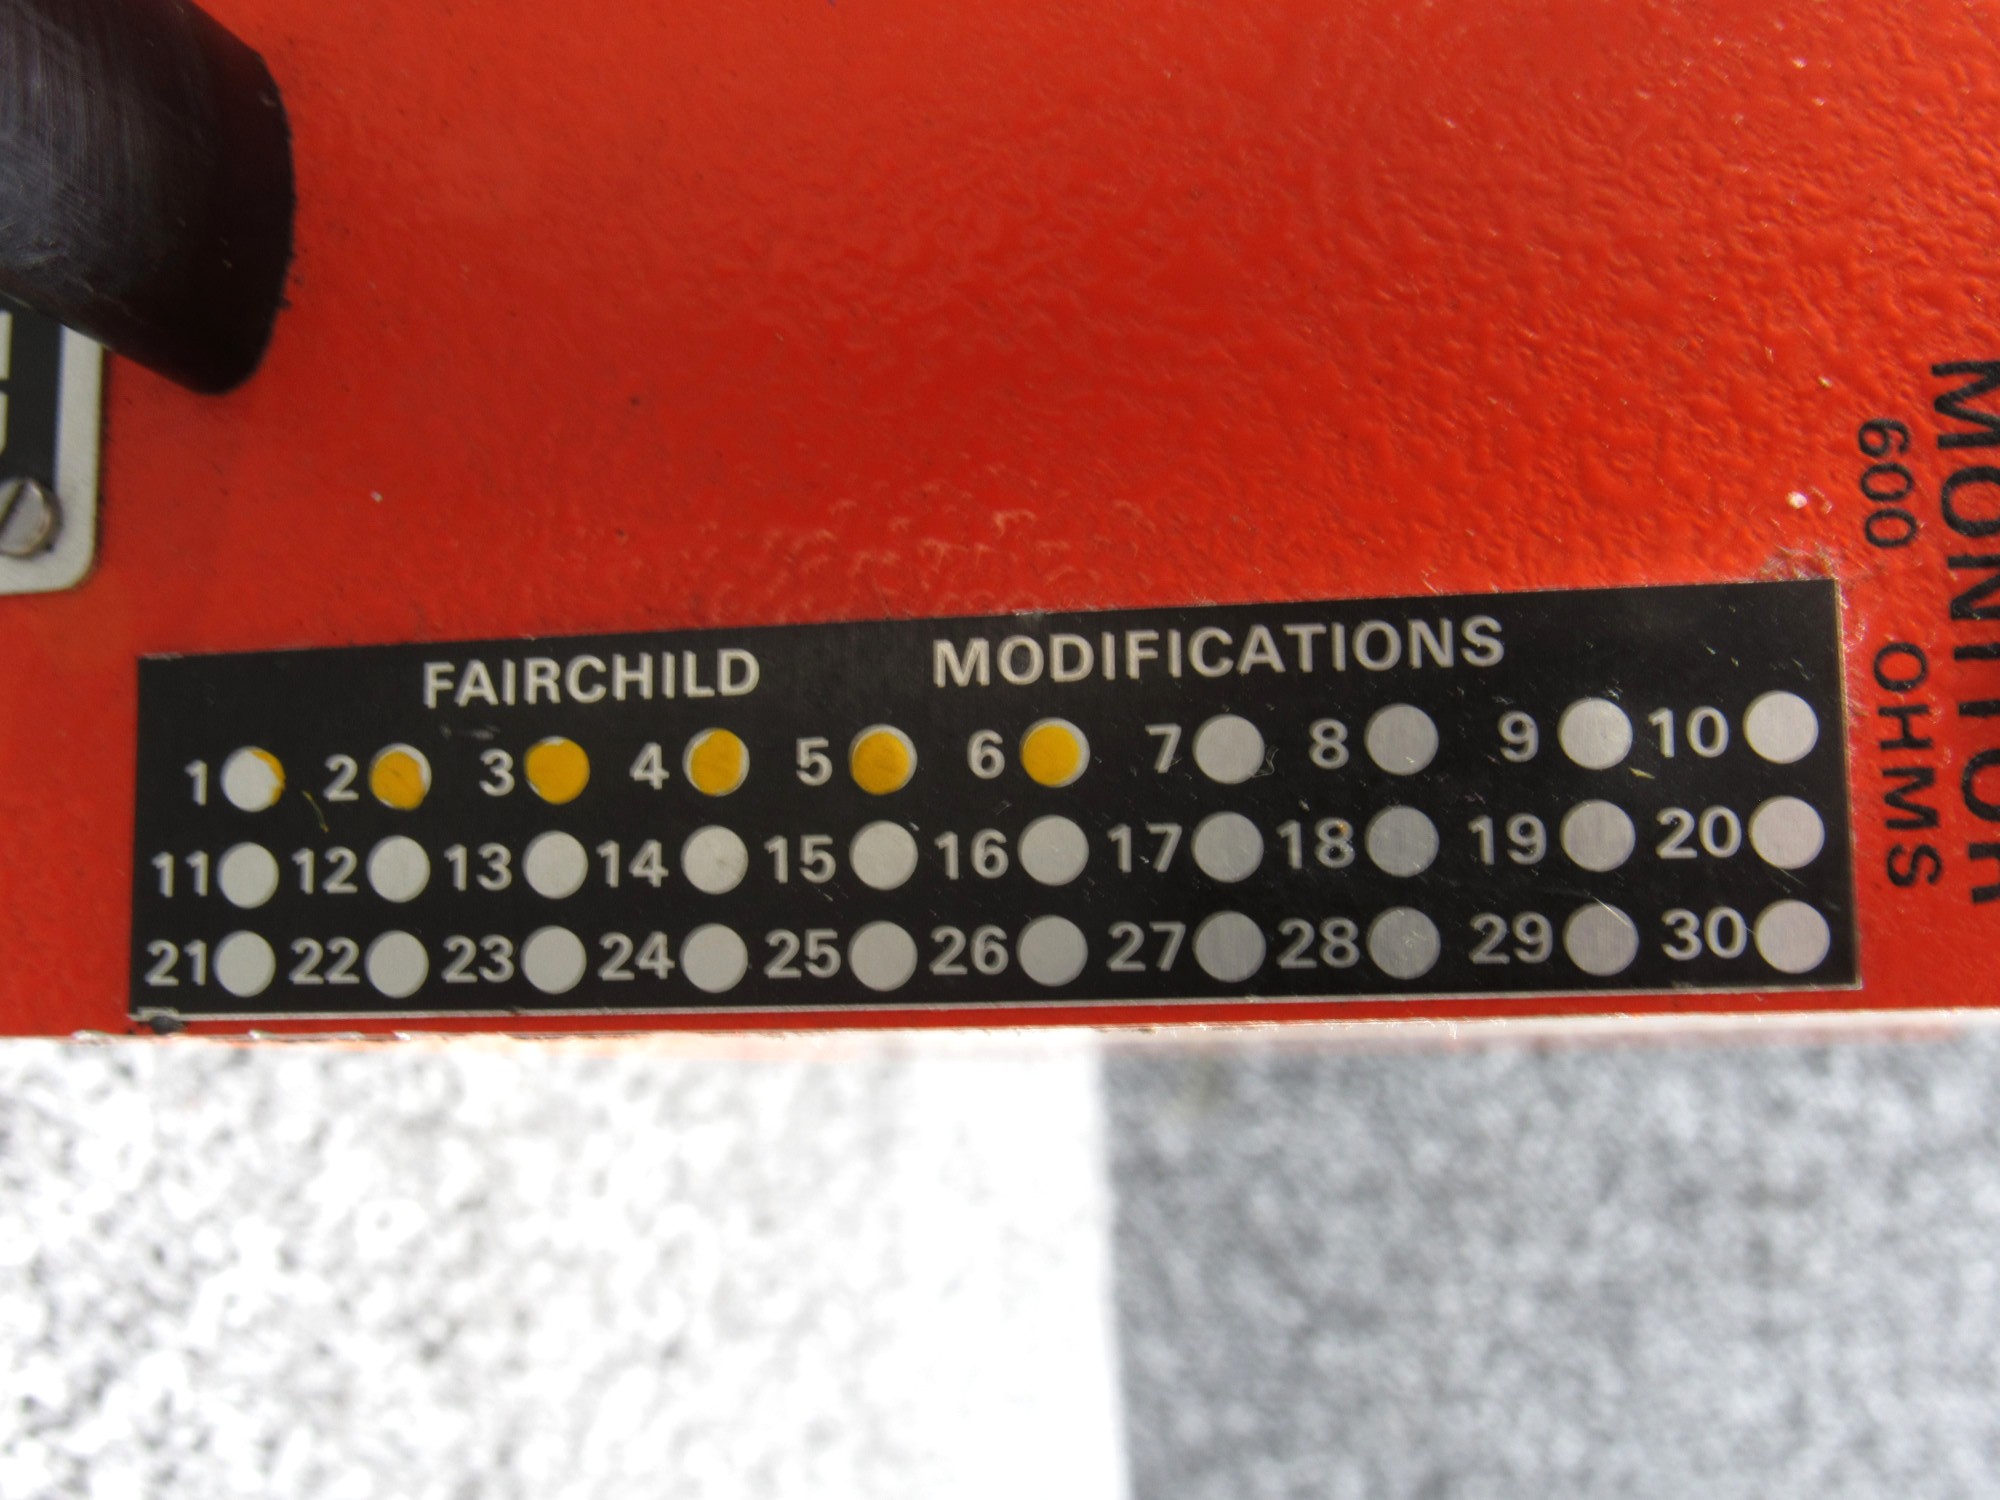 FAIRCHILD MODIFICATIONS
1 2 3 4 5 6 7 8 9 10
11 12 13 14 15 16 17 18 19 20
21 22 23 24 25 26 27 28 29 30
MONITOR
600 OHMS